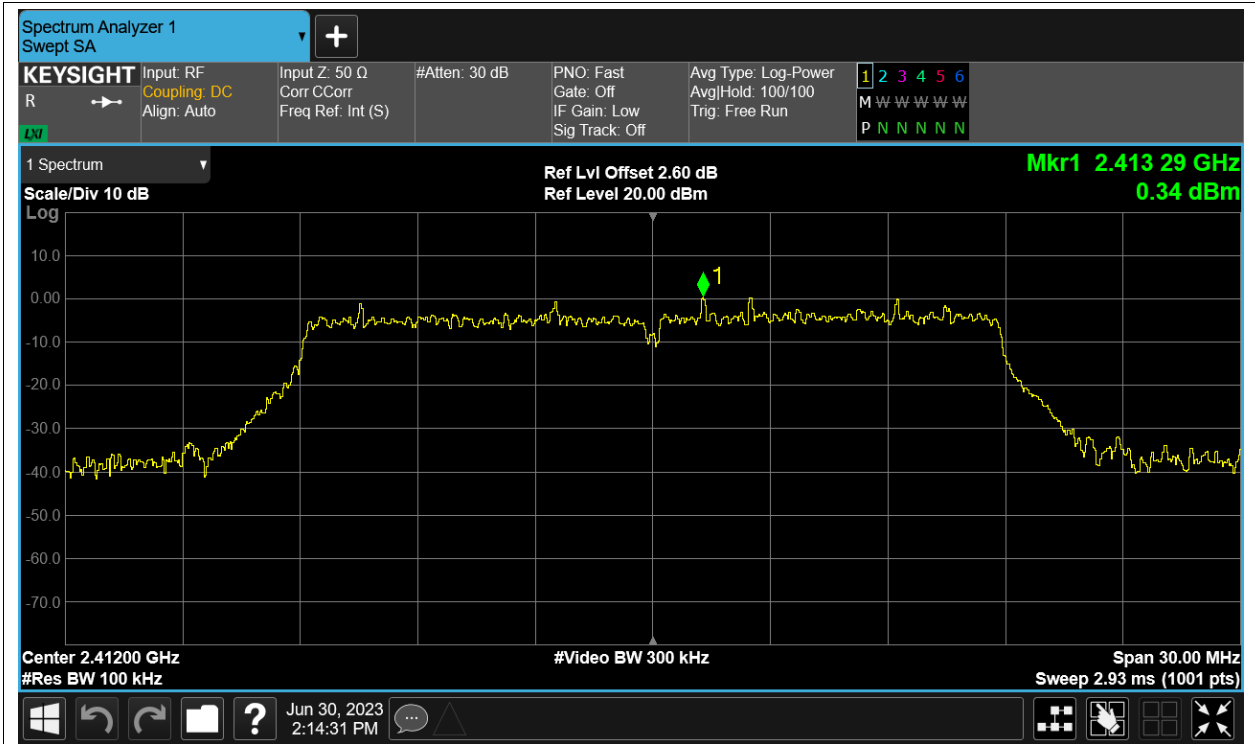 Spectrum Analyzer 1
Swept SA
KEYSIGHT
R
LXI
Input: RF
Coupling: DC
Align: Auto
Input Z: 50 Ω
Corr CCorr
Freq Ref: Int (S)
#Atten: 30 dB
PNO: Fast
Gate: Off
IF Gain: Low
Sig Track: Off
Avg Type: Log-Power
Avg|Hold: 100/100
Trig: Free Run
1 2 3 4 5 6
M W W W W W
P N N N N N
1 Spectrum
Scale/Div 10 dB
Log
Ref Lvl Offset 2.60 dB
Ref Level 20.00 dBm
Mkr1 2.413 29 GHz
0.34 dBm
1
10.0
0.00
-10.0
-20.0
-30.0
-40.0
-50.0
-60.0
-70.0
Center 2.41200 GHz
#Res BW 100 kHz
#Video BW 300 kHz
Span 30.00 MHz
Sweep 2.93 ms (1001 pts)
?
Jun 30, 2023
2:14:31 PM